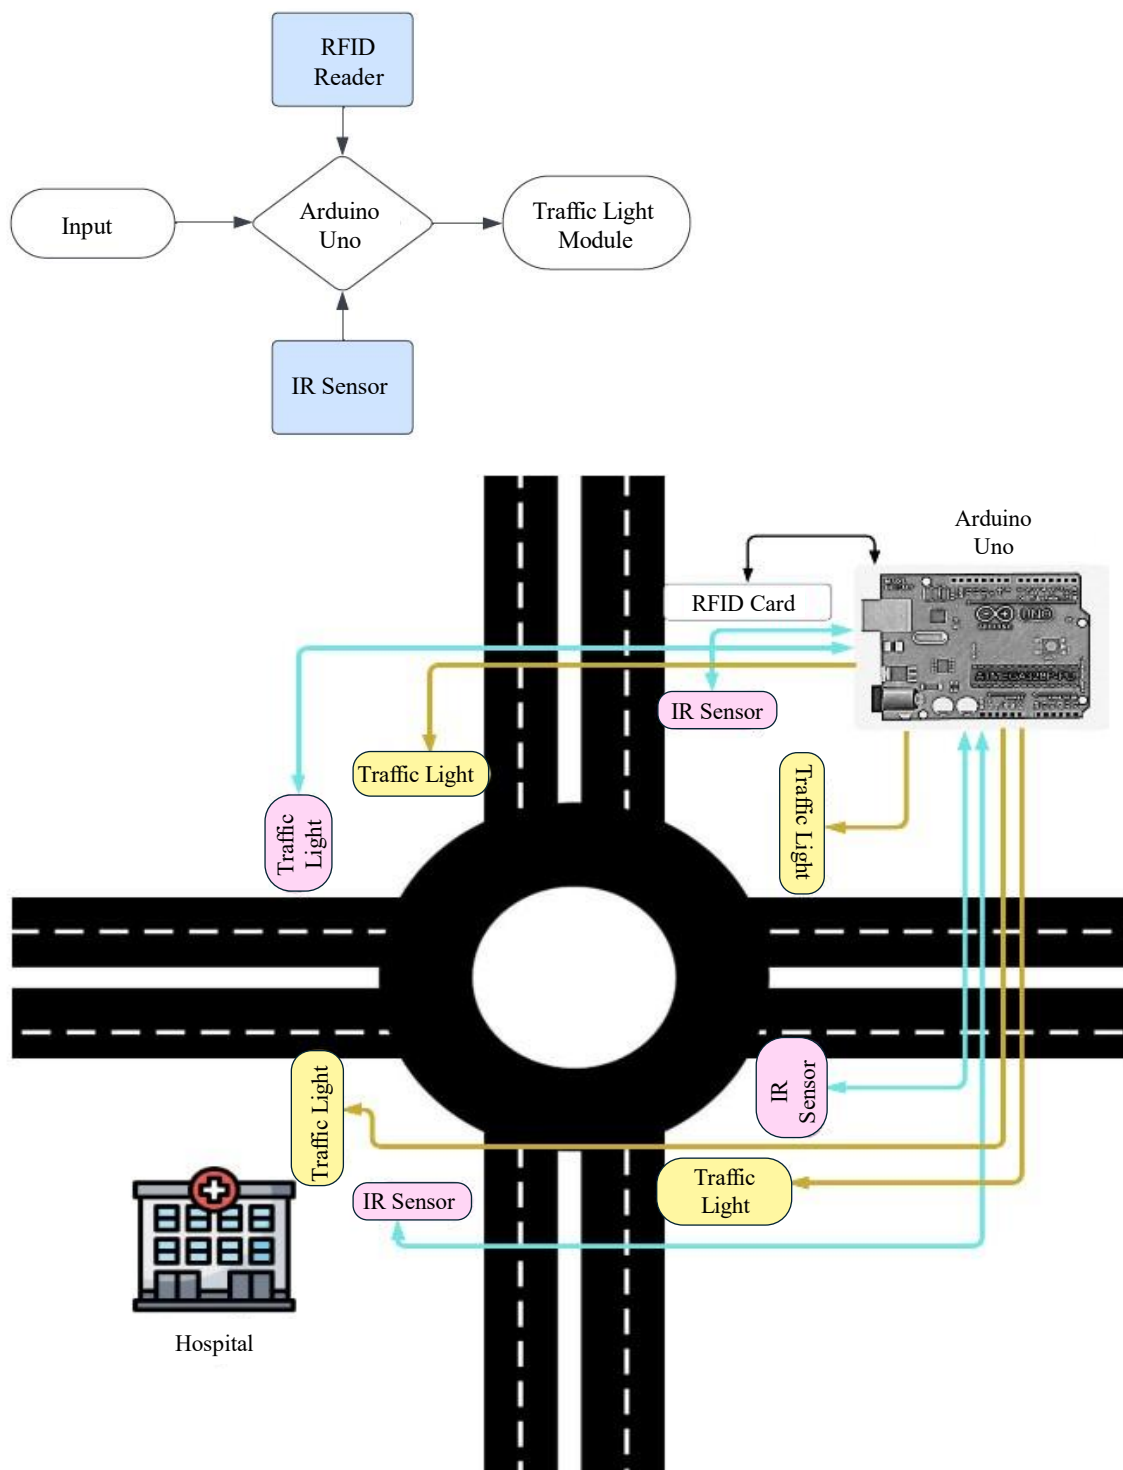 RFID
Reader
Input
Arduino
Uno
Traffic Light
Module
IR Sensor
Arduino
Uno
RFID Card
UNO
IR Sensor
Traffic Light
Traffic Light
Traffic
Light
Traffic Light
IR
Sensor
Traffic
Light
IR Sensor
Hospital